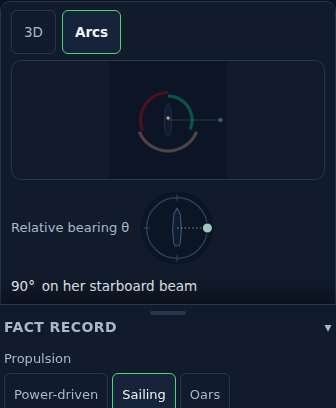 3D Arcs
Relative bearing θ
90° on her starboard beam
FACT RECORD ▼
Propulsion
Power-driven Sailing Oars